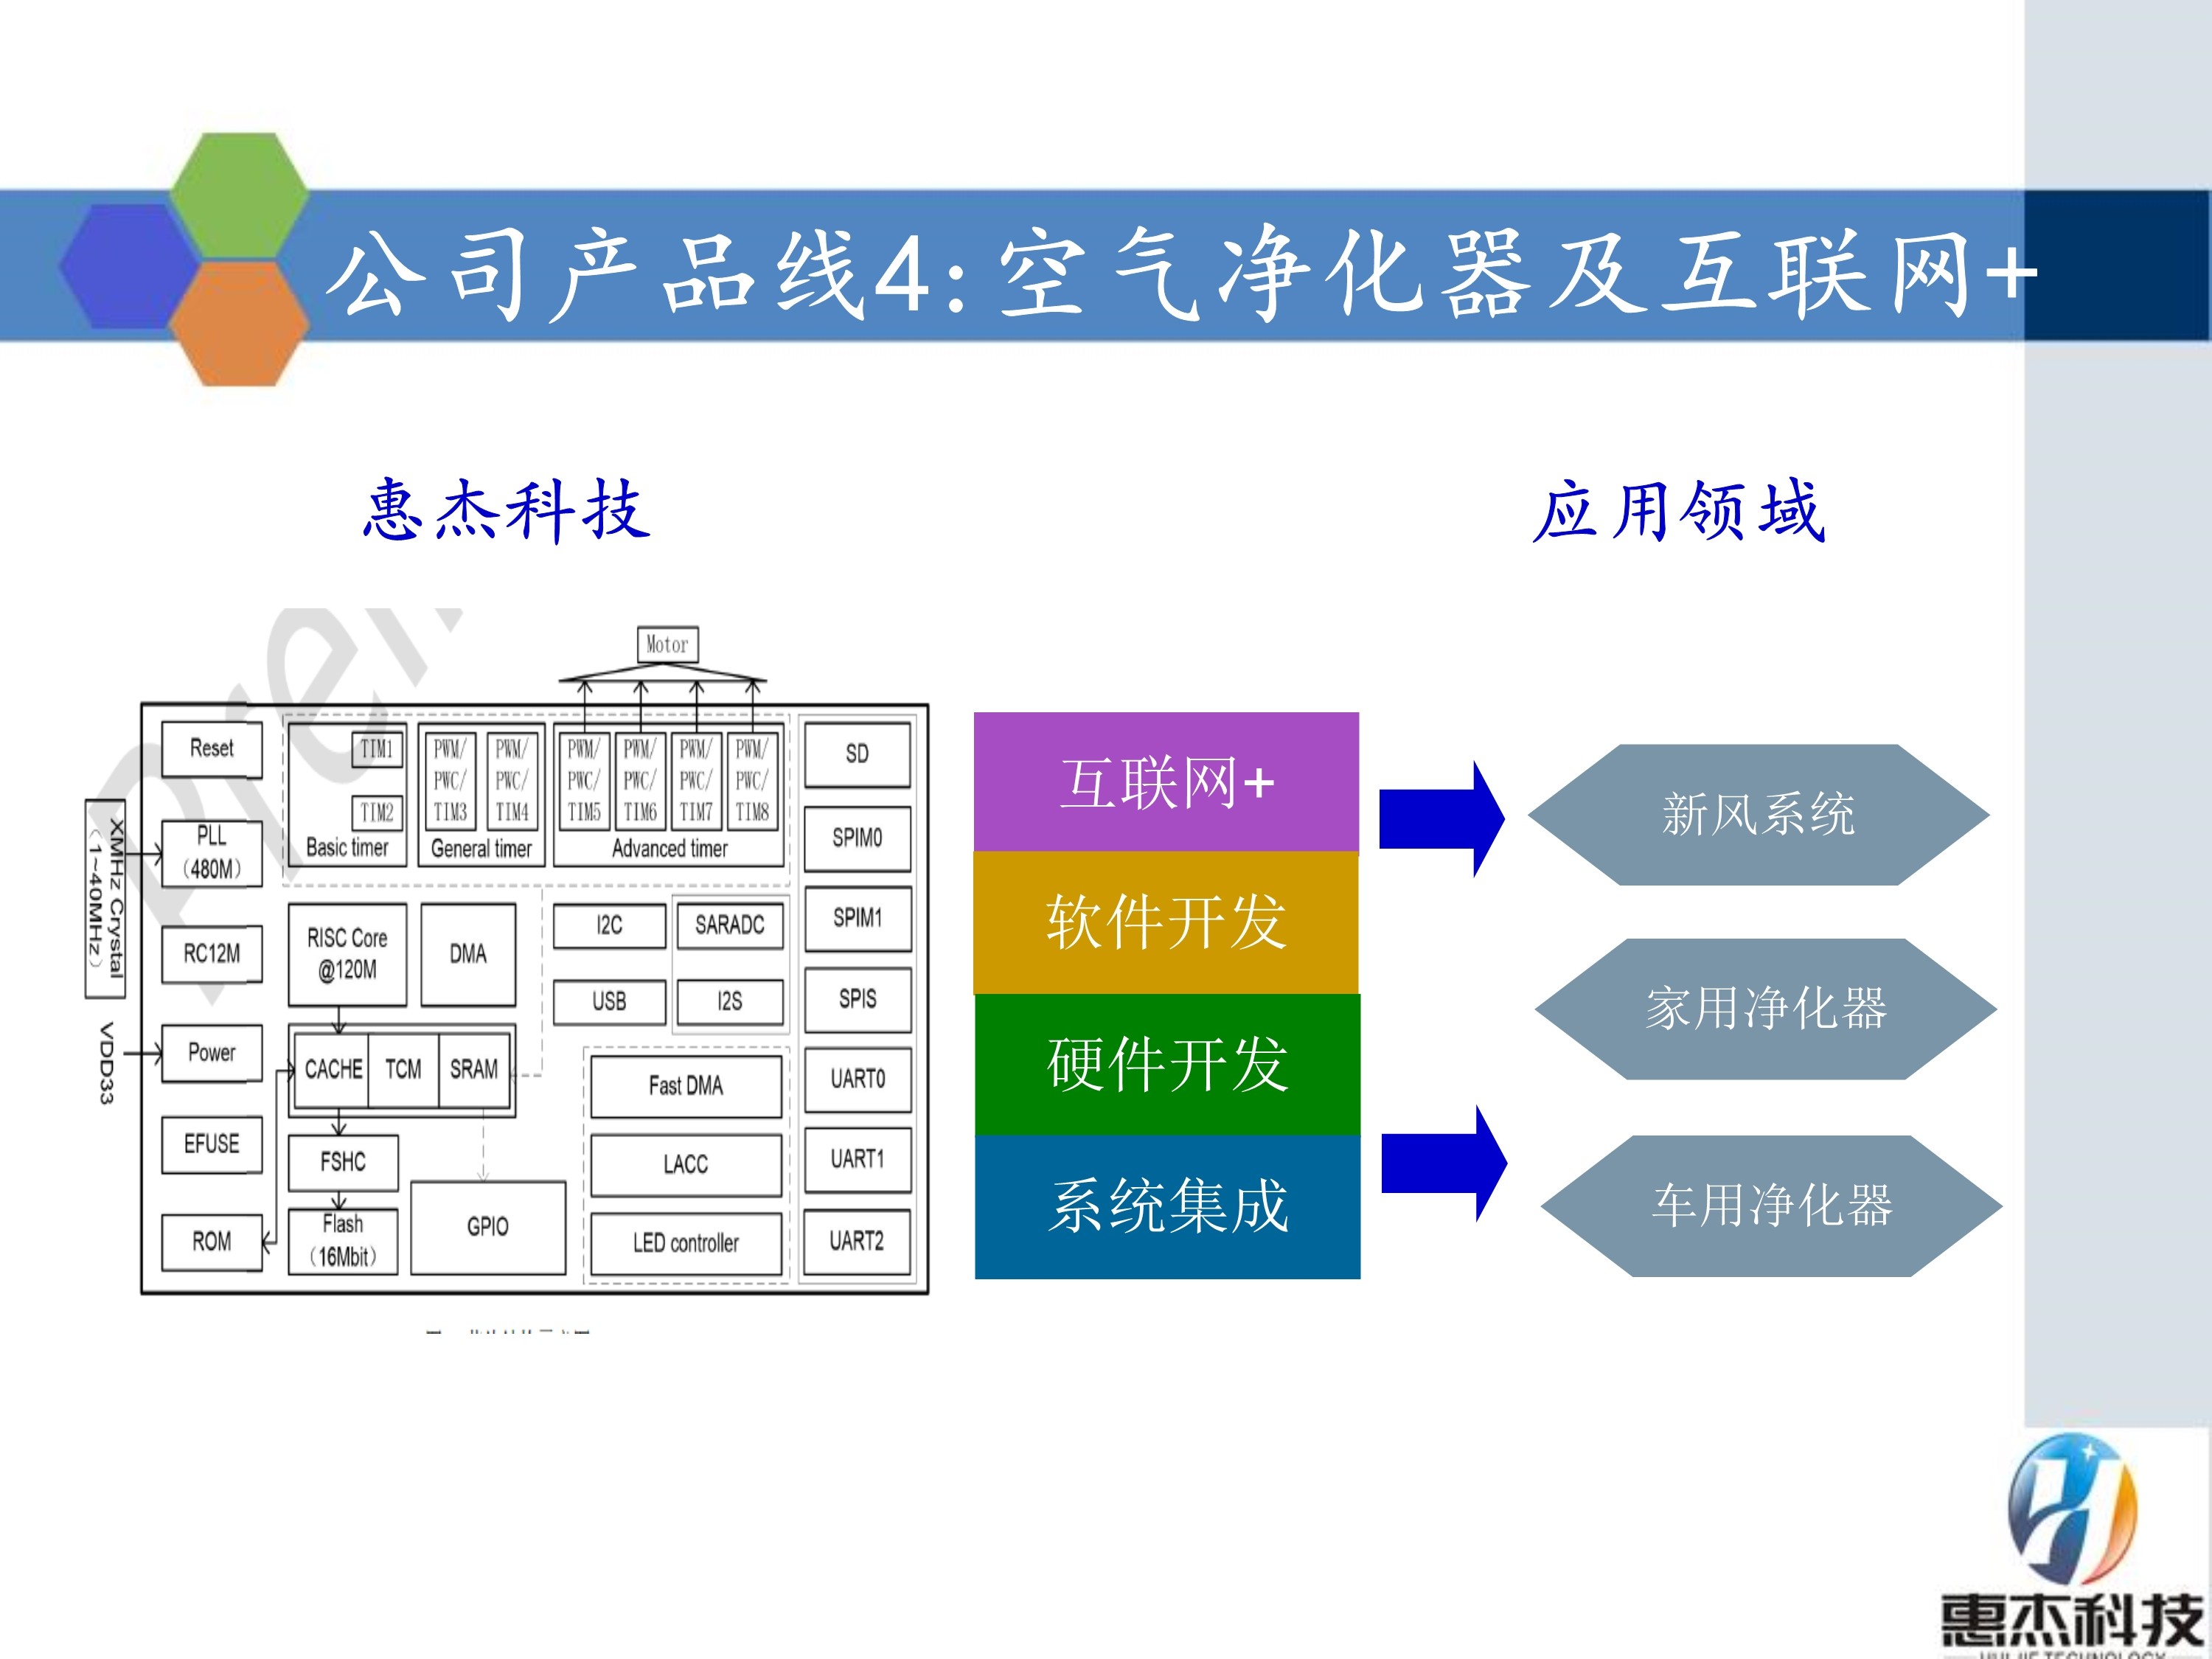 公司产品线4:空气净化器及互联网+
惠杰科技
应用领域
Motor
Reset
PLL
(480M)
RC12M
Power
EFUSE
ROM
XMHz Crystal
(1~40MHz)
VDD33
TIM1
TIM2
Basic timer
PWM/
PWC/
TIM3
PWM/
PWC/
TIM4
General timer
PWM/
PWC/
TIM5
PWM/
PWC/
TIM6
PWM/
PWC/
TIM7
PWM/
PWC/
TIM8
Advanced timer
RISC Core
@120M
DMA
I2C
SARADC
USB
I2S
CACHE
TCM
SRAM
FSHC
Flash
(16Mbit)
GPIO
Fast DMA
LACC
LED controller
SD
SPIM0
SPIM1
SPIS
UART0
UART1
UART2
互联网+
软件开发
硬件开发
系统集成
新风系统
家用净化器
车用净化器
惠杰科技